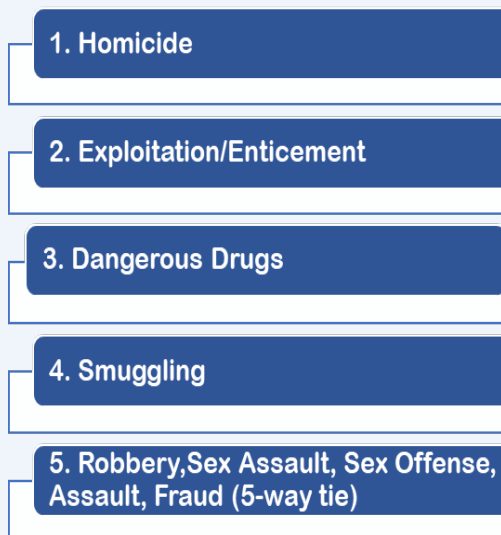 1. Homicide
2. Exploitation/Enticement
3. Dangerous Drugs
4. Smuggling
5. Robbery,Sex Assault, Sex Offense,
Assault, Fraud (5-way tie)